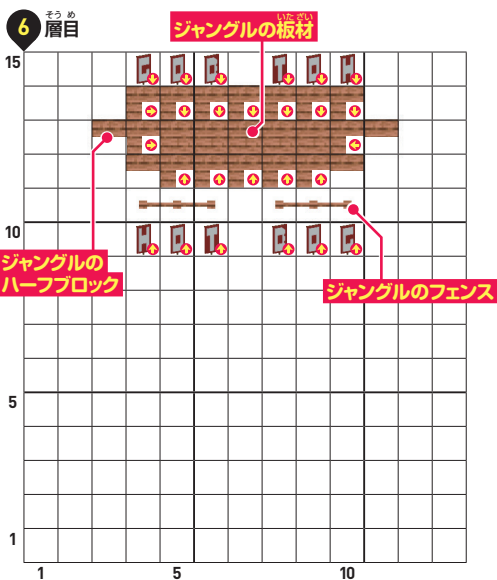 6 層目
そう め
ジャングルの板材
いた ざい
15
G O D T O H
10
H O T D O G
ジャングルの
ハーフブロック
ジャングルのフェンス
5
1
1 5 10